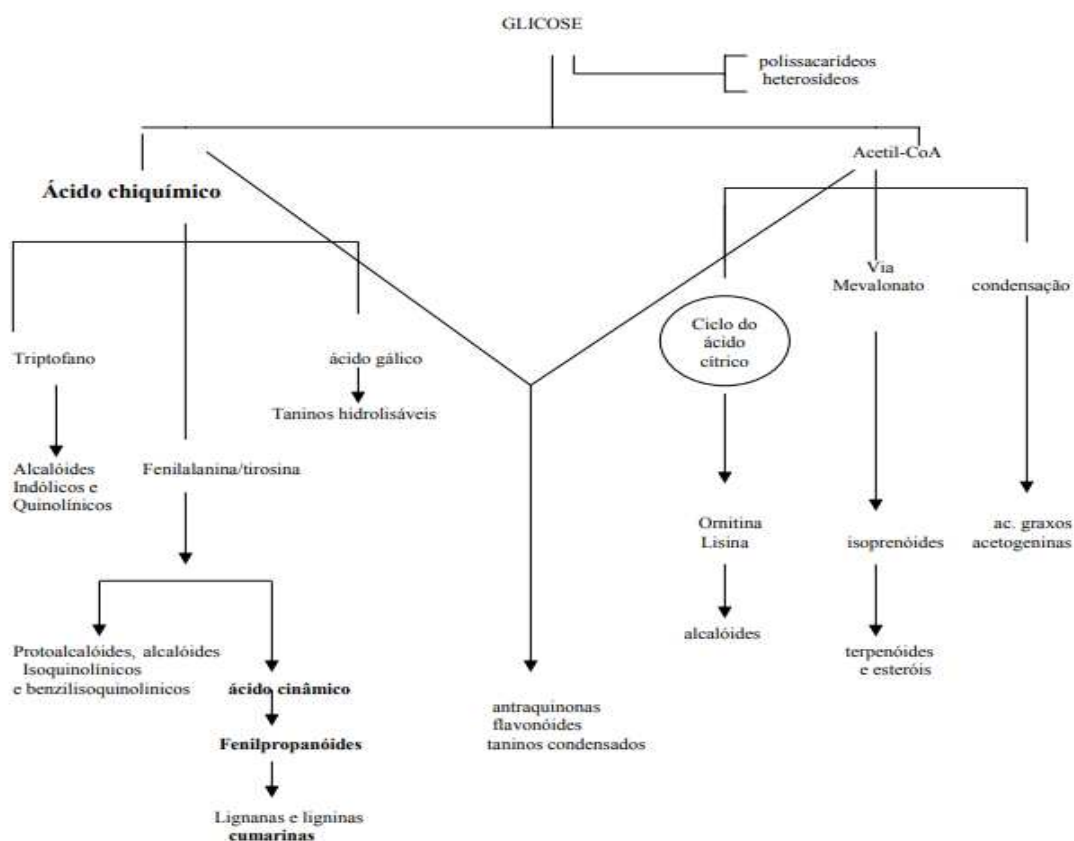 GLICOSE
polissacarídeos
heterosídeos
Acetil-CoA
Ácido chiquímico
Via
Mevalonato
condensação
Ciclo do
ácido
cítrico
Triptofano
ácido gálico
Taninos hidrolisáveis
Alcalóides
Indólicos e
Quinolínicos
Fenilalanina/tirosina
Ornitina
Lisina
isoprenóides
ac. graxos
acetogeninas
alcalóides
Protoalcalóides, alcalóides
Isoquinolínicos
e benzilisoquinolinicos
terpenóides
e esteróis
ácido cinâmico
antraquinonas
flavonóides
taninos condensados
Fenilpropanóides
Lignanas e ligninas
cumarinas